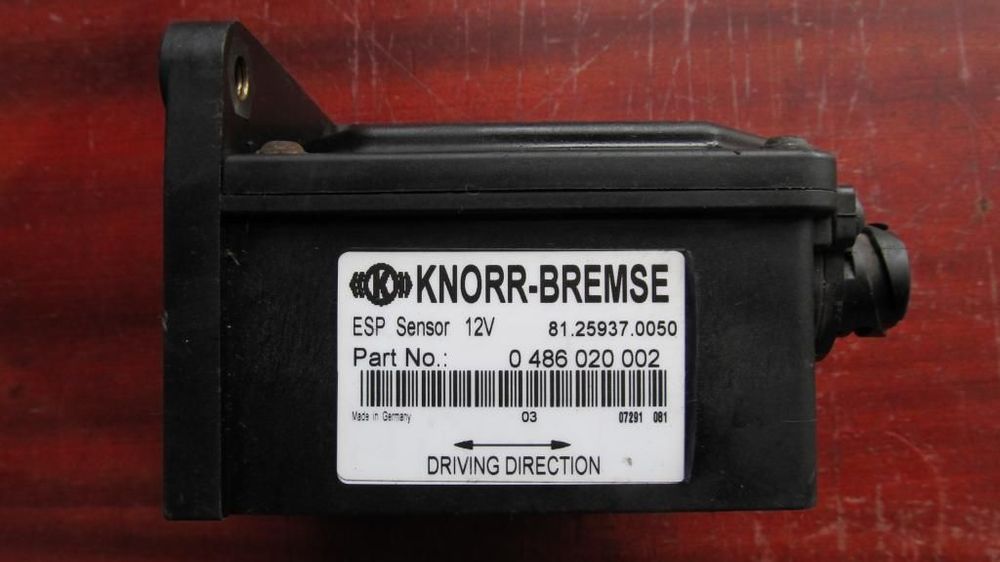 K KNORR-BREMSE
ESP Sensor 12V 81.25937.0050
Part No.: 0 486 020 002
Made in Germany 03 07291 081
DRIVING DIRECTION